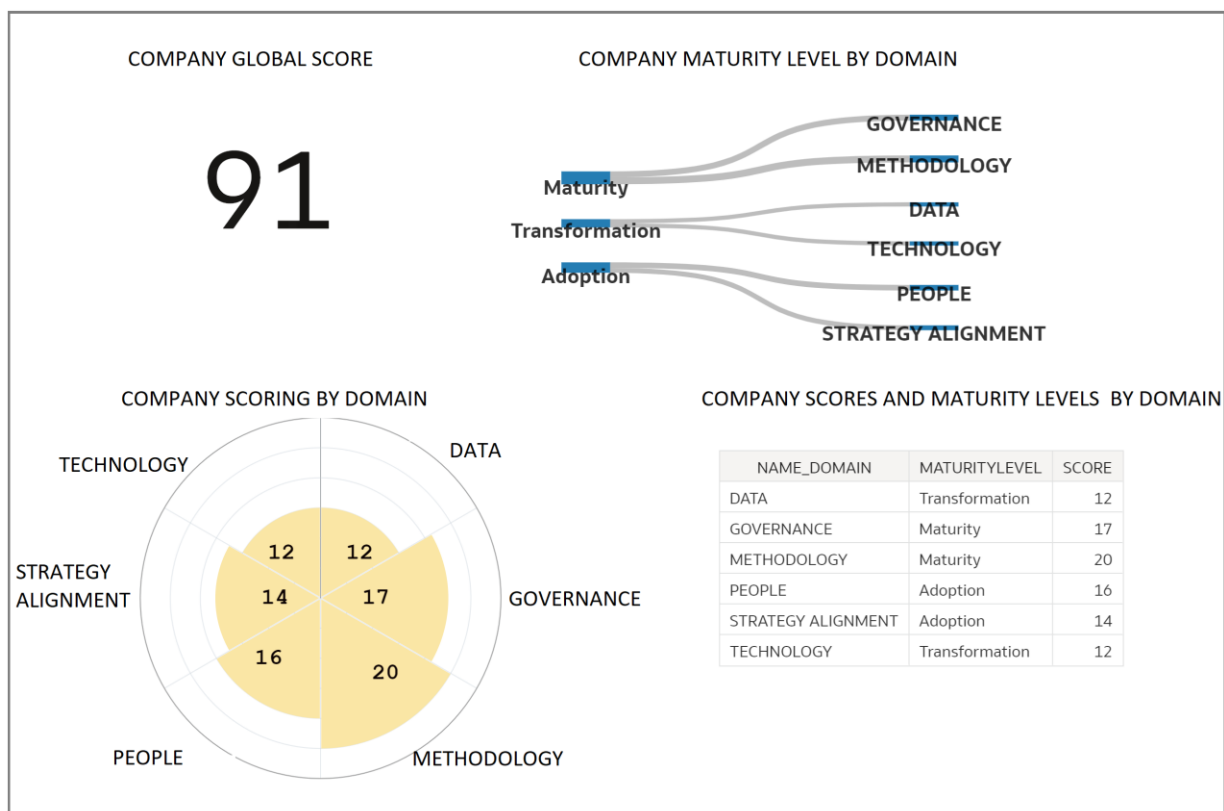 COMPANY GLOBAL SCORE
91
COMPANY MATURITY LEVEL BY DOMAIN
Maturity
Transformation
Adoption
GOVERNANCE
METHODOLOGY
DATA
TECHNOLOGY
PEOPLE
STRATEGY ALIGNMENT
COMPANY SCORING BY DOMAIN
TECHNOLOGY
DATA
STRATEGY
ALIGNMENT
GOVERNANCE
PEOPLE
METHODOLOGY
12 12
14 17
16 20
COMPANY SCORES AND MATURITY LEVELS BY DOMAIN
NAME_DOMAIN MATURITYLEVEL SCORE
DATA Transformation 12
GOVERNANCE Maturity 17
METHODOLOGY Maturity 20
PEOPLE Adoption 16
STRATEGY ALIGNMENT Adoption 14
TECHNOLOGY Transformation 12